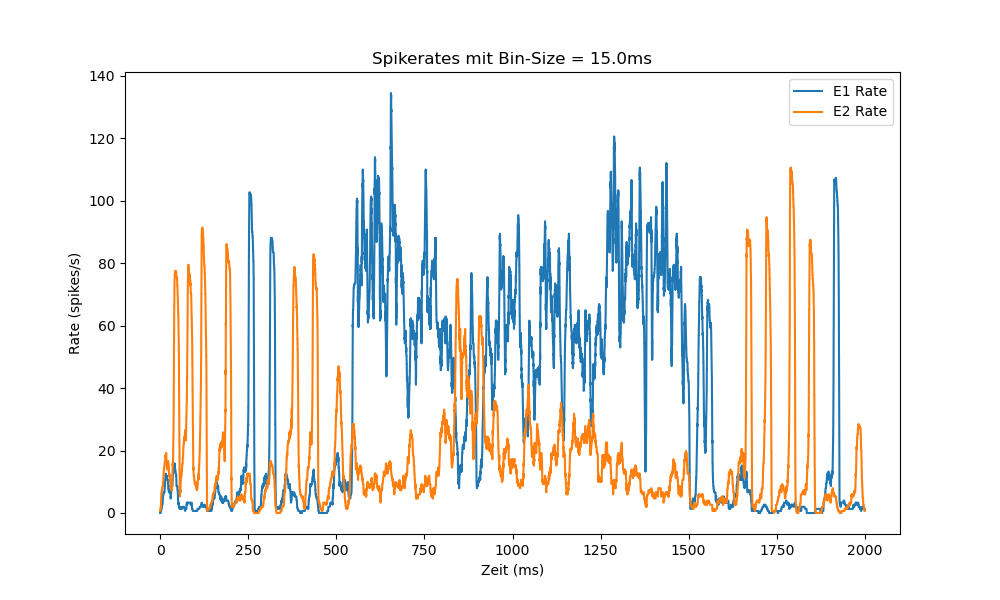 Spikerates mit Bin-Size = 15.0ms
E1 Rate
E2 Rate
Rate (spikes/s)
140
120
100
80
60
40
20
0
0 250 500 750 1000 1250 1500 1750 2000
Zeit (ms)